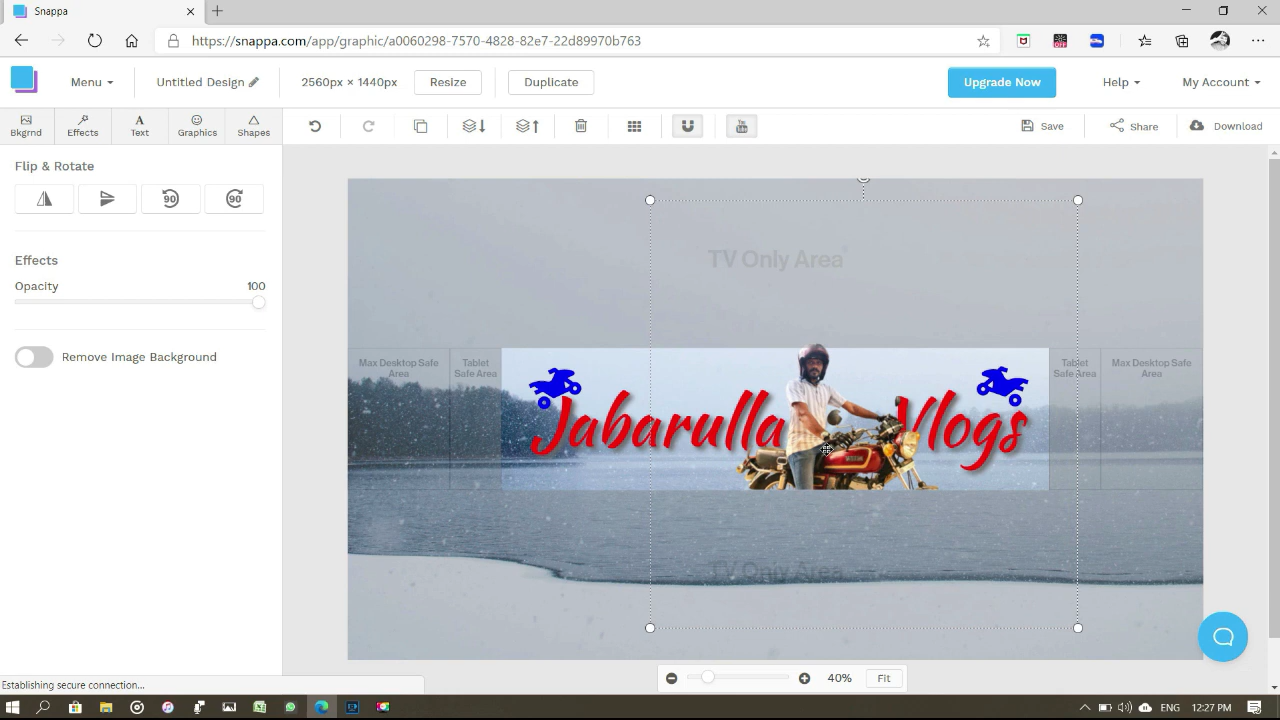 Snappa
https://snappa.com/app/graphic/a0060298-7570-4828-82e7-22d89970b763
Menu
Untitled Design
2560px × 1440px
Resize
Duplicate
Upgrade Now
Help
My Account
Bkgrnd
Effects
Text
Graphics
Shapes
Save
Share
Download
Flip & Rotate
90
90
Effects
Opacity
100
Remove Image Background
TV Only Area
Max Desktop Safe
Area
Tablet
Safe Area
Tablet
Safe Area
Max Desktop Safe
Area
Jabarulla Vlogs
TV Only Area
40%
Fit
Establishing secure connection...
ENG
12:27 PM